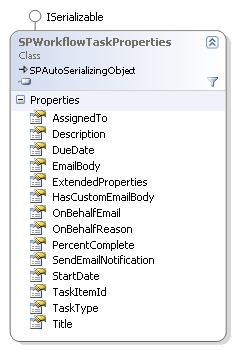 ISerializable
SPWorkflowTaskProperties
Class
SPAutoSerializingObject
Properties
AssignedTo
Description
DueDate
EmailBody
ExtendedProperties
HasCustomEmailBody
OnBehalfEmail
OnBehalfReason
PercentComplete
SendEmailNotification
StartDate
TaskItemId
TaskType
Title